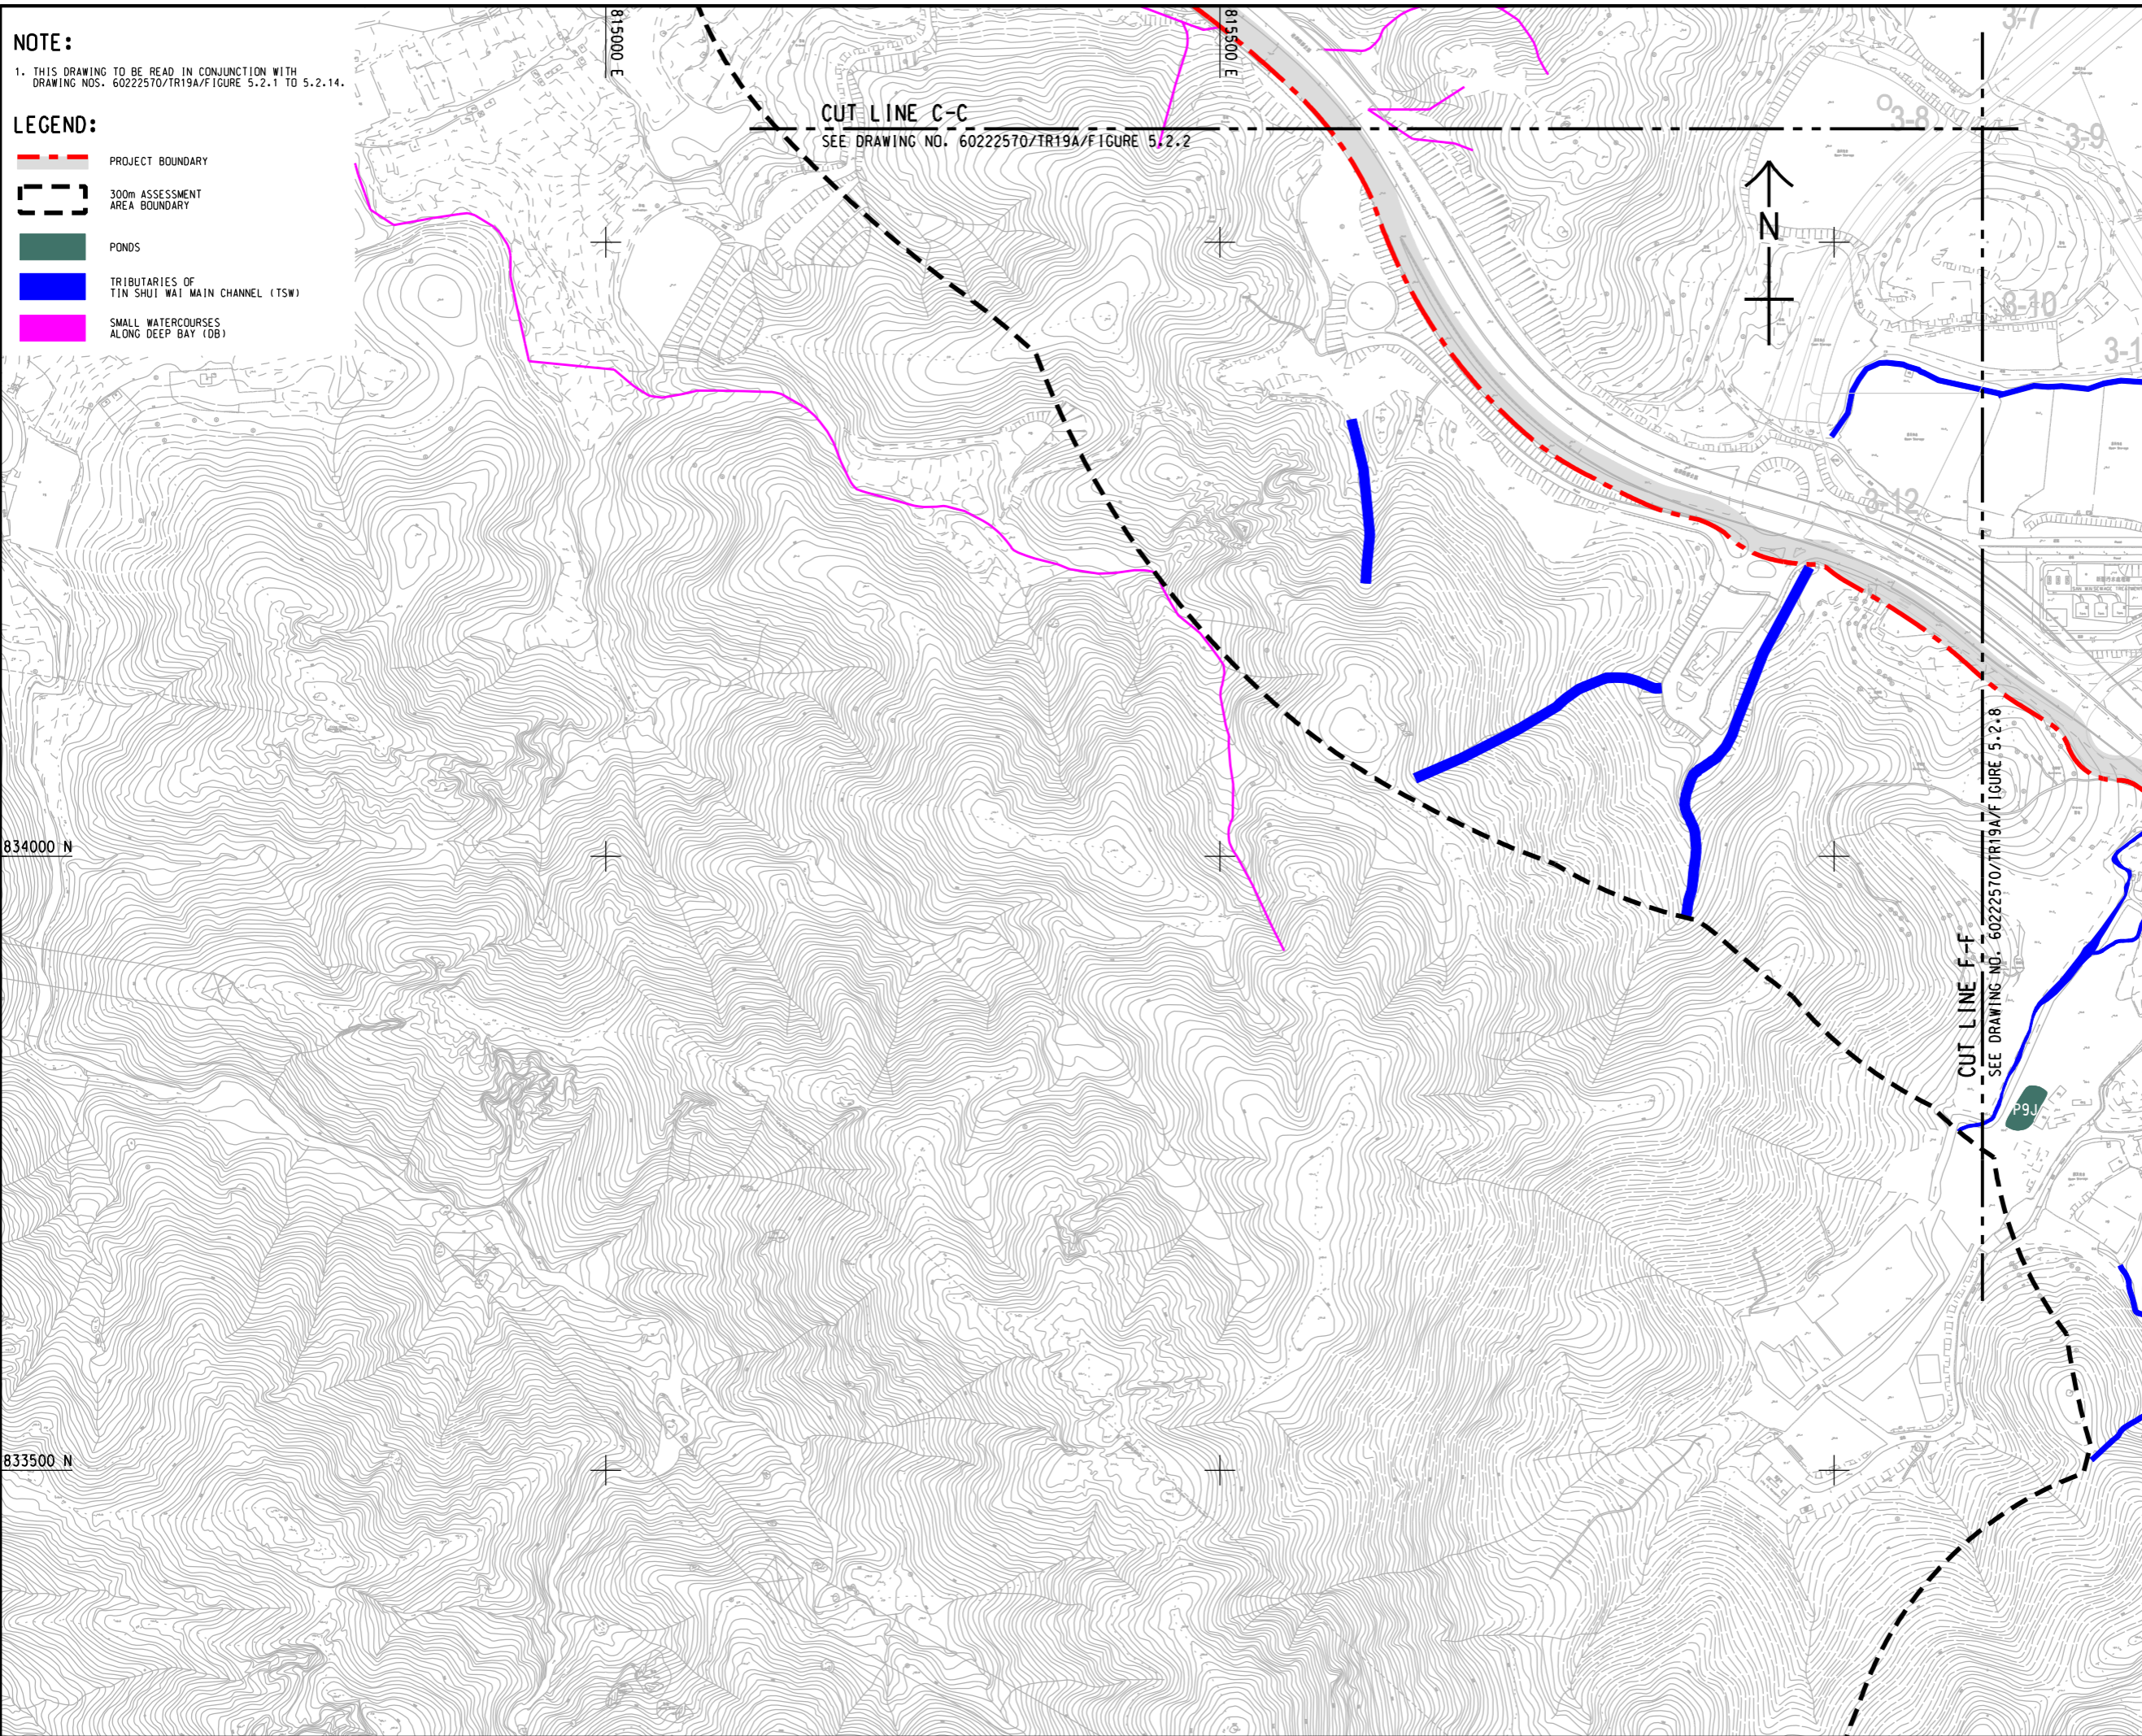 NOTE:
1. THIS DRAWING TO BE READ IN CONJUNCTION WITH
DRAWING NOS. 60222570/TR19A/FIGURE 5.2.1 TO 5.2.14.
LEGEND:
PROJECT BOUNDARY
300m ASSESSMENT
AREA BOUNDARY
PONDS
TRIBUTARIES OF
TIN SHUI WAI MAIN CHANNEL (TSW)
SMALL WATERCOURSES
ALONG DEEP BAY (DB)
815000 E
815500 E
CUT LINE C-C
SEE DRAWING NO. 60222570/TR19A/FIGURE 5.2.2
3-7
3-8
3-9
N
3-1
3-12
834000 N
CUT LINE F-F
SEE DRAWING NO. 60222570/TR19A/FIGURE 5.2.8
P9J
833500 N